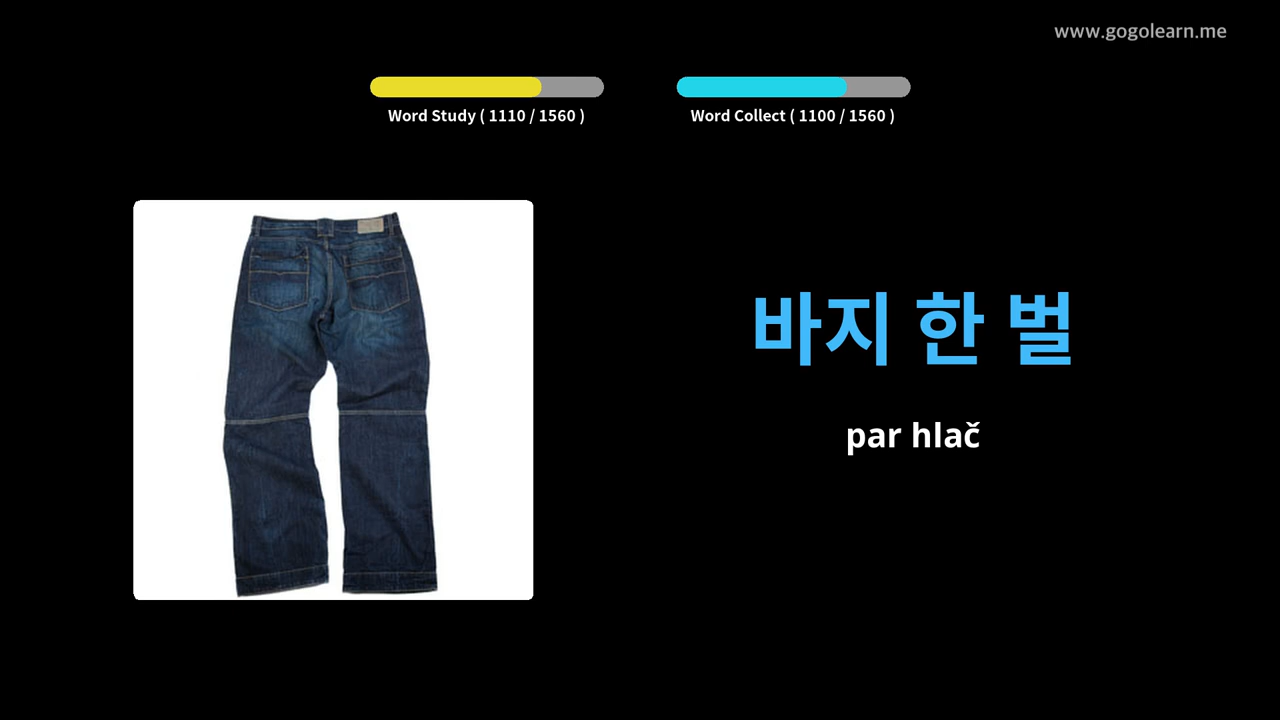 www.gogolearn.me
Word Study ( 1110 / 1560 )
Word Collect ( 1100 / 1560 )
바지 한 벌
par hlač